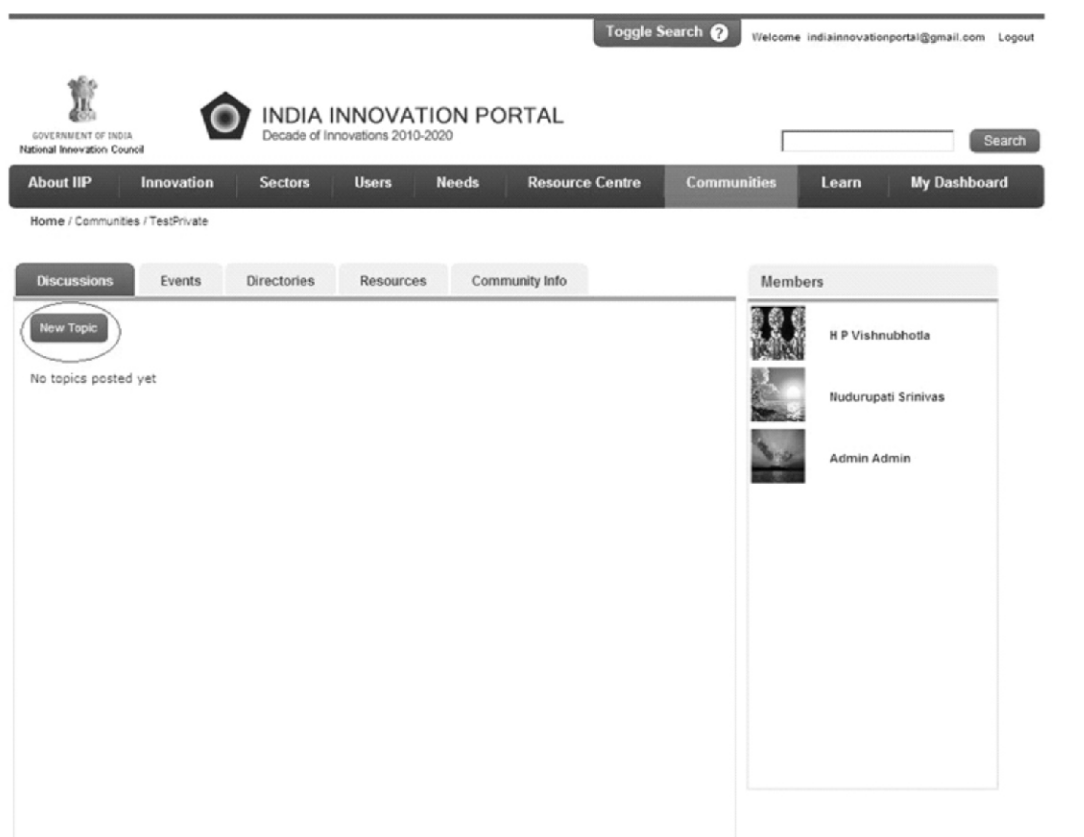 Toggle Search ?
Welcome indiainnovationportal@gmail.com Logout
GOVERNMENT OF INDIA
National Innovation Council
INDIA INNOVATION PORTAL
Decade of Innovations 2010-2020
Search
About IIP Innovation Sectors Users Needs Resource Centre Communities Learn My Dashboard
Home / Communities / TestPrivate
Discussions Events Directories Resources Community Info
Members
New Topic
No topics posted yet
H P Vishnubhotla
Nudurupati Srinivas
Admin Admin